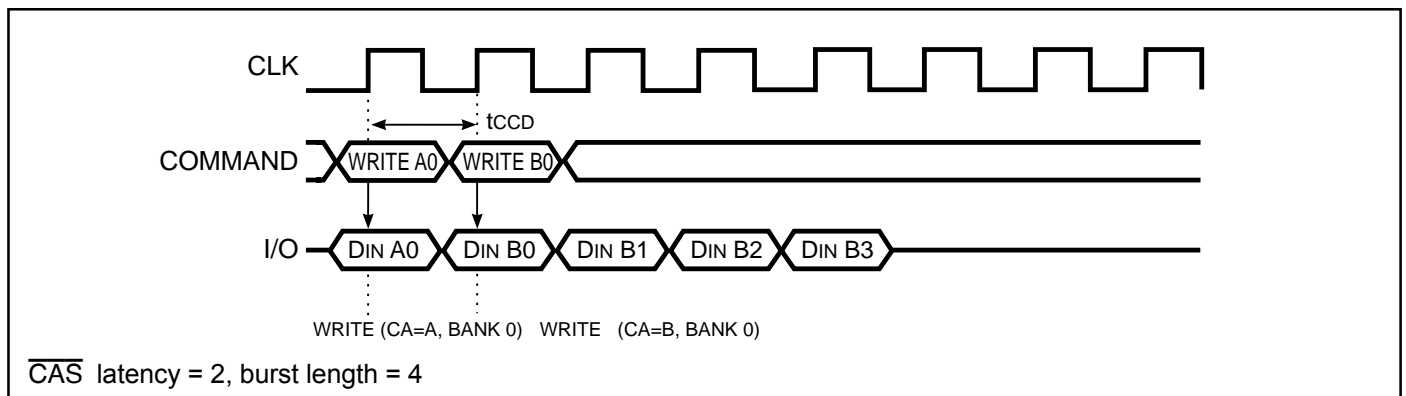 CLK
tCCD
COMMAND WRITE A0 WRITE B0
I/O DIN A0 DIN B0 DIN B1 DIN B2 DIN B3
WRITE (CA=A, BANK 0) WRITE (CA=B, BANK 0)
CAS latency = 2, burst length = 4